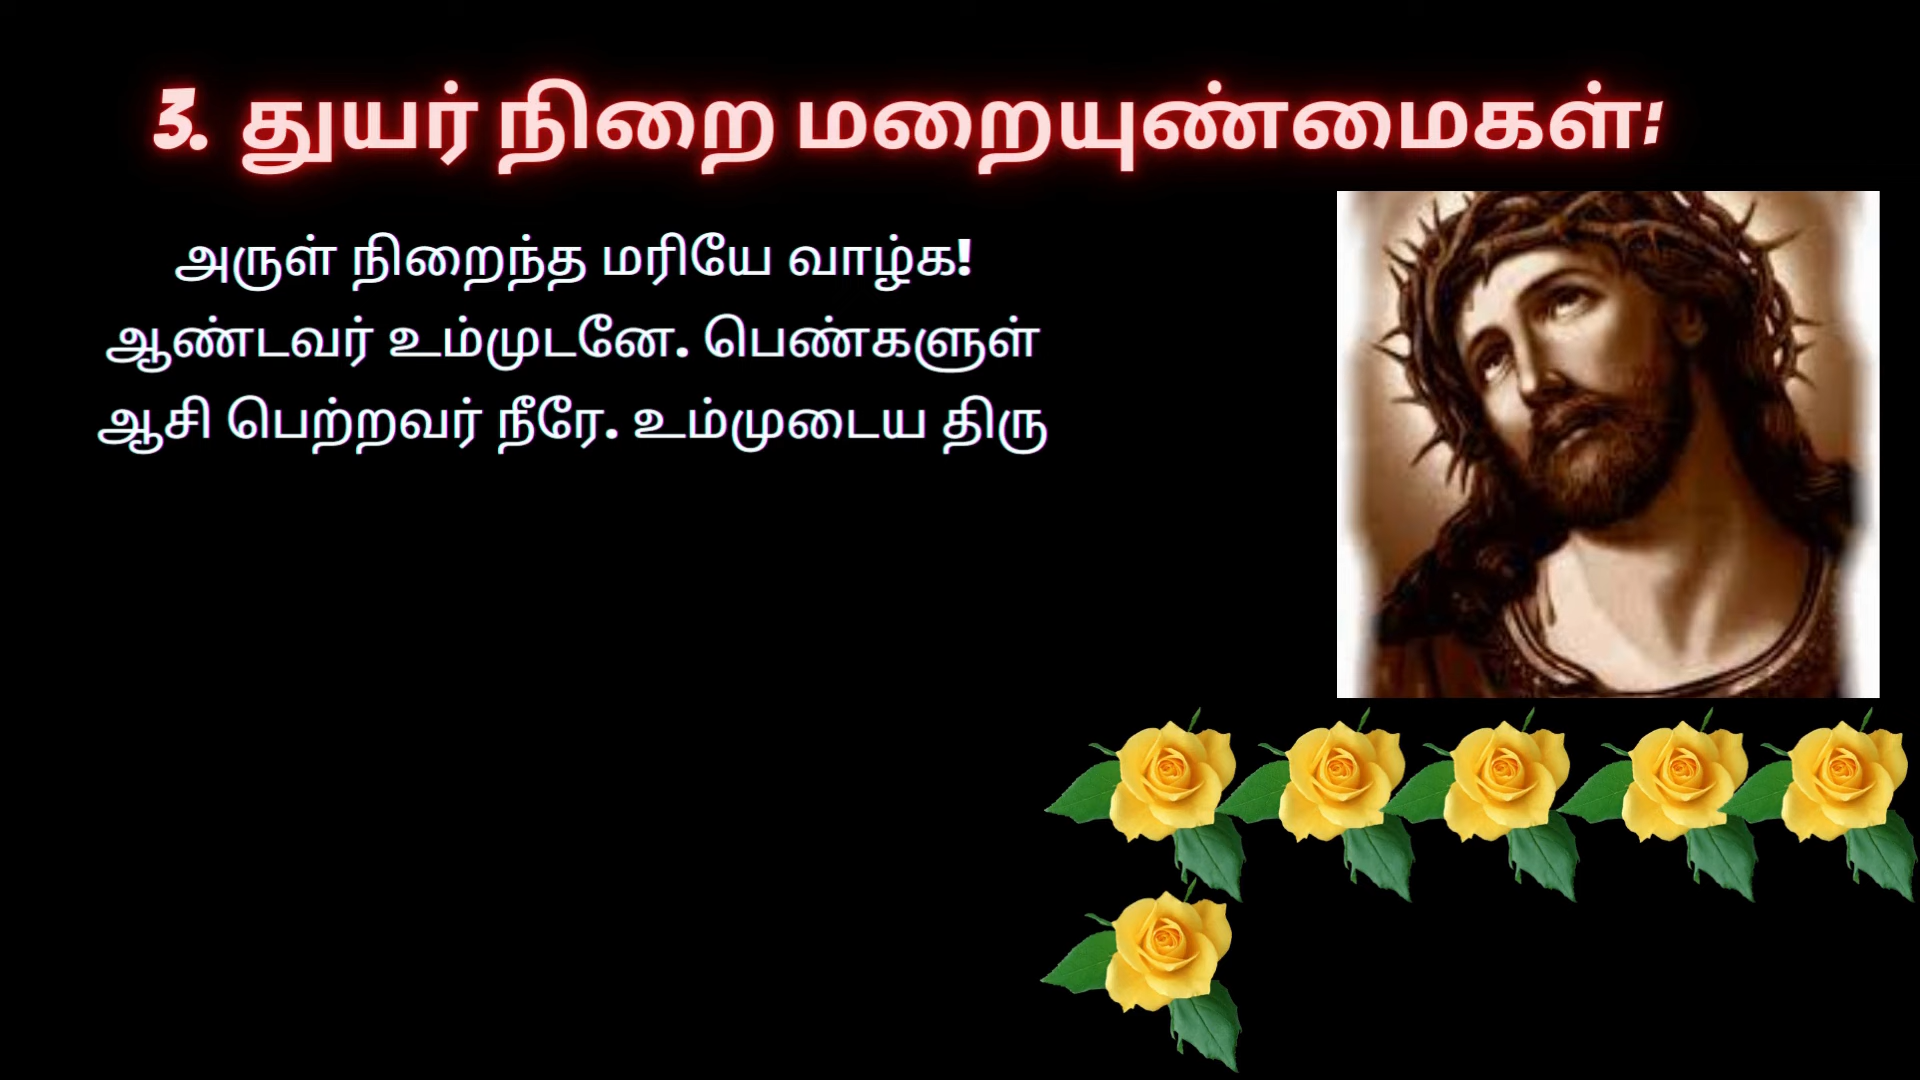 3. துயர் நிறை மறையுண்மைகள்:
அருள் நிறைந்த மரியே வாழ்க!
ஆண்டவர் உம்முடனே. பெண்களுள்
ஆசி பெற்றவர் நீரே. உம்முடைய திரு